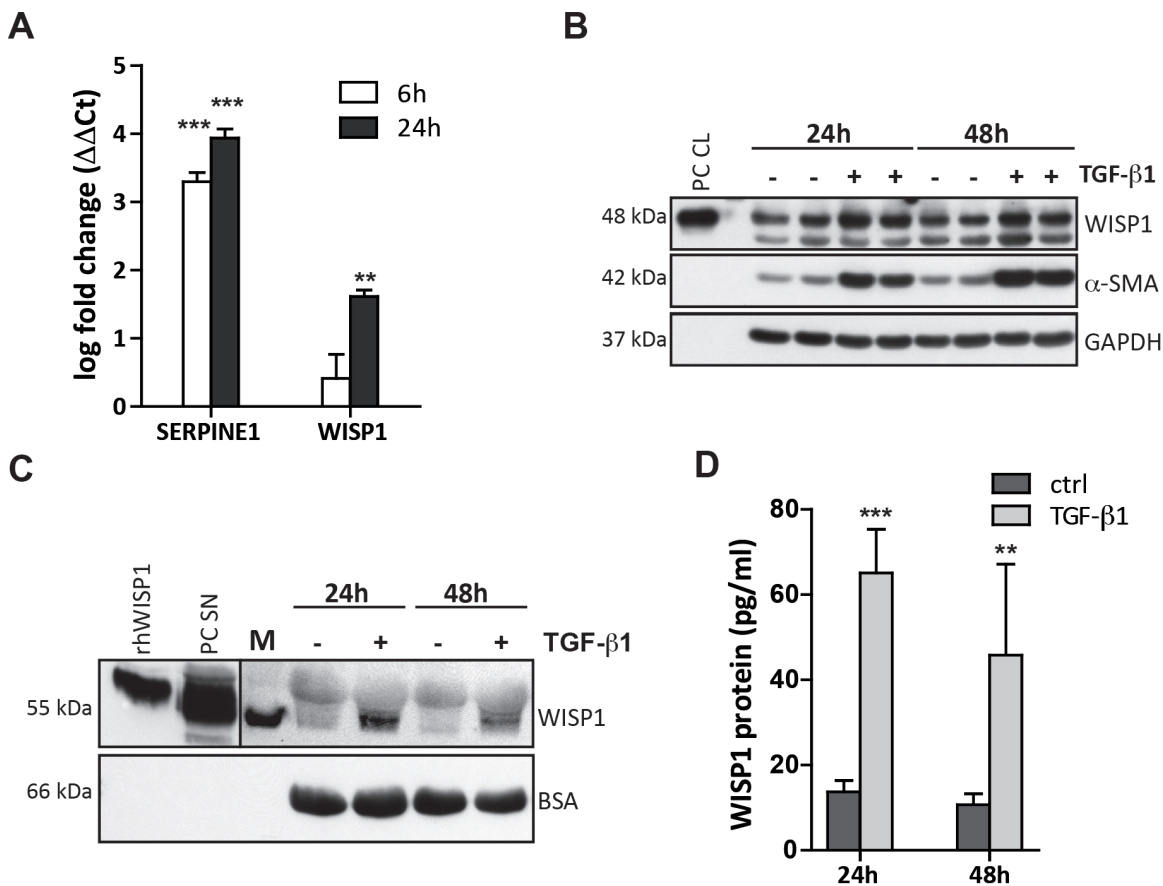 A
log fold change (ΔΔCt)
5
4
3
2
1
0
*** ***
**
6h
24h
SERPINE1 WISP1
B
PC CL
24h 48h
- - + + - - + + TGF-β1
48 kDa WISP1
42 kDa α-SMA
37 kDa GAPDH
C
rhWISP1
PC SN
M
24h 48h
- + - + TGF-β1
55 kDa WISP1
66 kDa BSA
D
WISP1 protein (pg/ml)
80
60
40
20
0
ctrl
TGF-β1
***
**
24h 48h